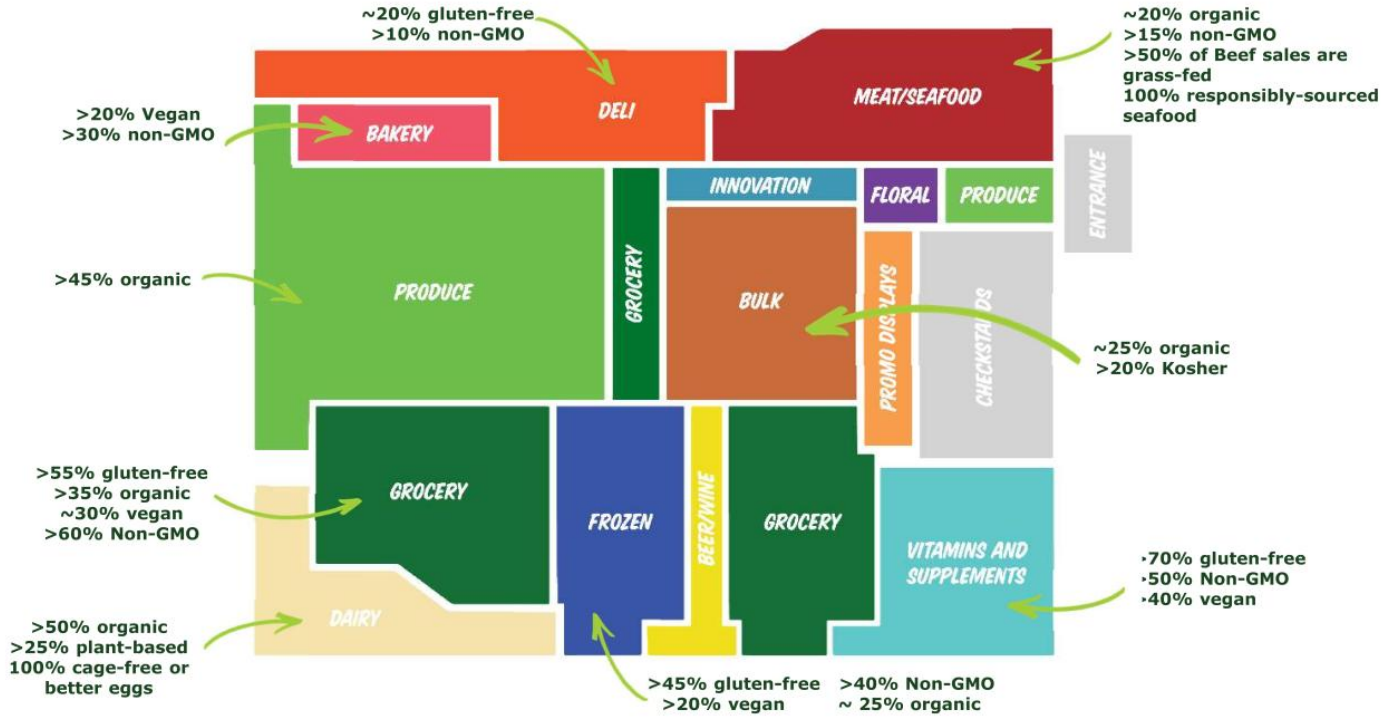 ~20% gluten-free
>10% non-GMO
~20% organic
>15% non-GMO
>50% of Beef sales are
grass-fed
100% responsibly-sourced
seafood
>20% Vegan
>30% non-GMO
DELI
MEAT/SEAFOOD
BAKERY
INNOVATION
FLORAL
PRODUCE
ENTRANCE
>45% organic
PRODUCE
GROCERY
BULK
PROMO DISPLAYS
CHECKSTANDS
~25% organic
>20% Kosher
>55% gluten-free
>35% organic
~30% vegan
>60% Non-GMO
GROCERY
FROZEN
BEER/WINE
GROCERY
VITAMINS AND
SUPPLEMENTS
>70% gluten-free
>50% Non-GMO
>40% vegan
DAIRY
>50% organic
>25% plant-based
100% cage-free or
better eggs
>45% gluten-free
>20% vegan
>40% Non-GMO
~ 25% organic